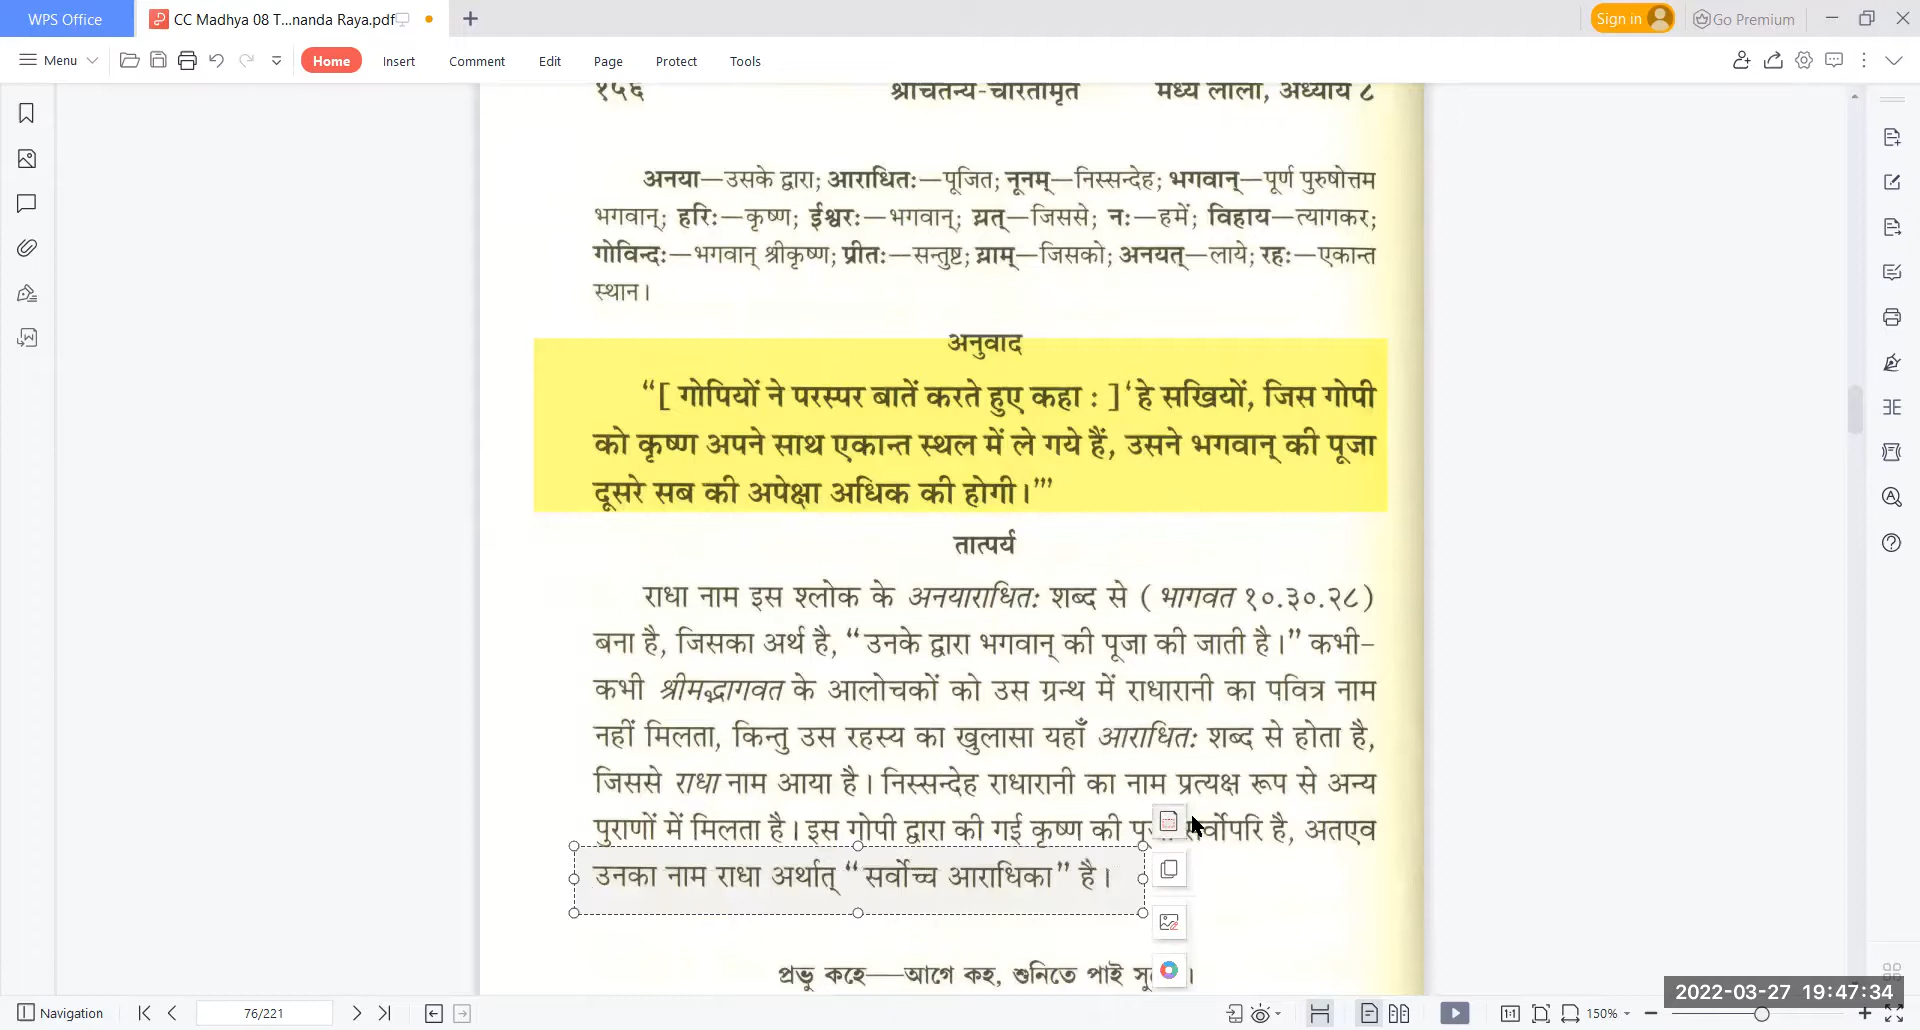 WPS Office
CC Madhya 08 T...nanda Raya.pdf
Sign in
Go Premium
Menu
Home
Insert
Comment
Edit
Page
Protect
Tools
१५६ श्रीचैतन्य-चरितामृत मध्य लीला, अध्याय ८
अनया—उसके द्वारा; आराधितः—पूजित; नूनम्—निस्सन्देह; भगवान्—पूर्ण पुरुषोत्तम
भगवान्; हरिः—कृष्ण; ईश्वरः—भगवान्; य़त्—जिससे; नः—हमें; विहाय—त्यागकर;
गोविन्दः—भगवान् श्रीकृष्ण; प्रीतः—सन्तुष्ट; य़ाम्—जिसको; अनयत्—लाये; रहः—एकान्त
स्थान।
अनुवाद
“[ गोपियों ने परस्पर बातें करते हुए कहा : ] ‘हे सखियों, जिस गोपी
को कृष्ण अपने साथ एकान्त स्थल में ले गये हैं, उसने भगवान् की पूजा
दूसरे सब की अपेक्षा अधिक की होगी।’”
तात्पर्य
राधा नाम इस श्लोक के अनयाराधितः शब्द से ( भागवत १०.३०.२८)
बना है, जिसका अर्थ है, “उनके द्वारा भगवान् की पूजा की जाती है।” कभी-
कभी श्रीमद्भागवत के आलोचकों को उस ग्रन्थ में राधारानी का पवित्र नाम
नहीं मिलता, किन्तु उस रहस्य का खुलासा यहाँ आराधितः शब्द से होता है,
जिससे राधा नाम आया है। निस्सन्देह राधारानी का नाम प्रत्यक्ष रूप से अन्य
पुराणों में मिलता है। इस गोपी द्वारा की गई कृष्ण की सर्वोपरि है, अतएव
उनका नाम राधा अर्थात् “सर्वोच्च आराधिका” है।
প্রভু কহে——আগে কহ, শুনিতে পাই
2022-03-27 19:47:34
Navigation
76/221
150%